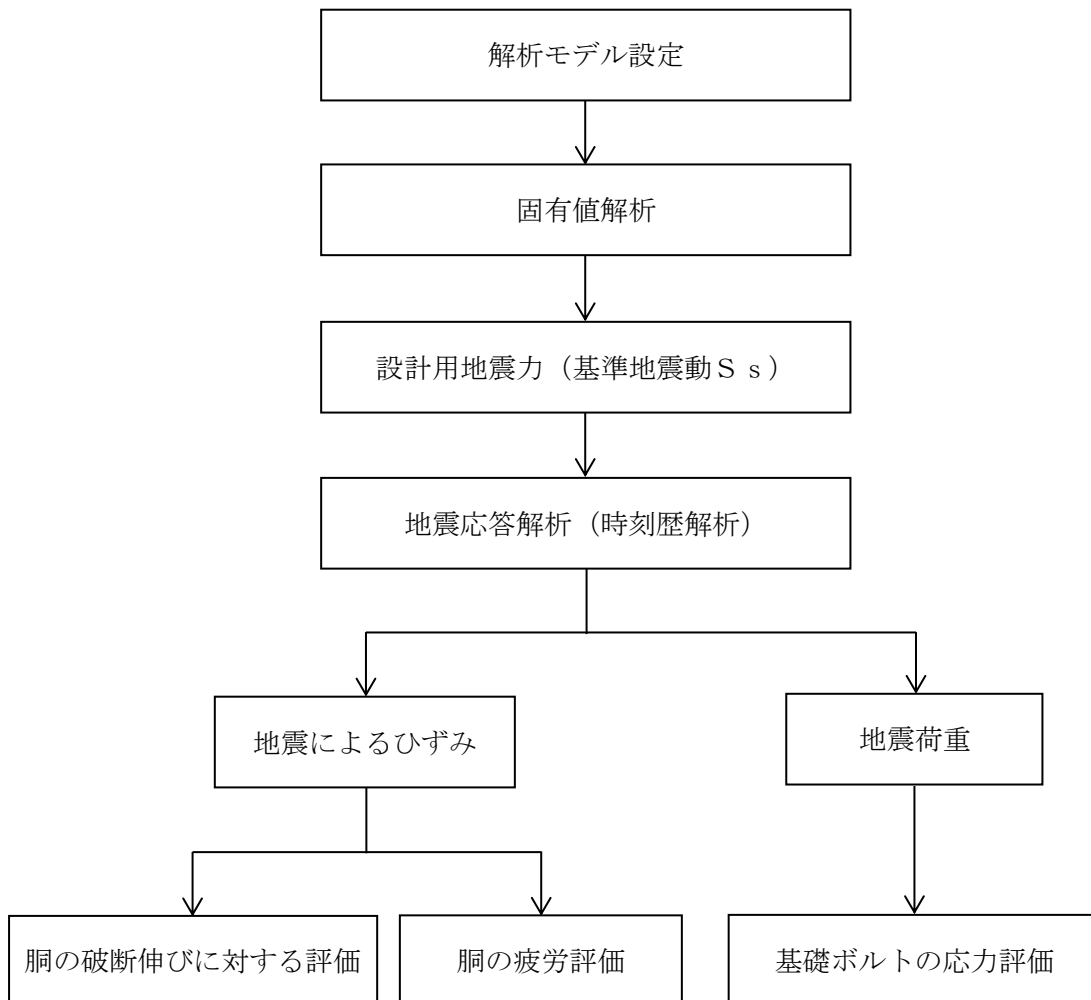 解析モデル設定
固有値解析
設計用地震力（基準地震動Ｓｓ）
地震応答解析（時刻歴解析）
地震によるひずみ
地震荷重
胴の破断伸びに対する評価
胴の疲労評価
基礎ボルトの応力評価